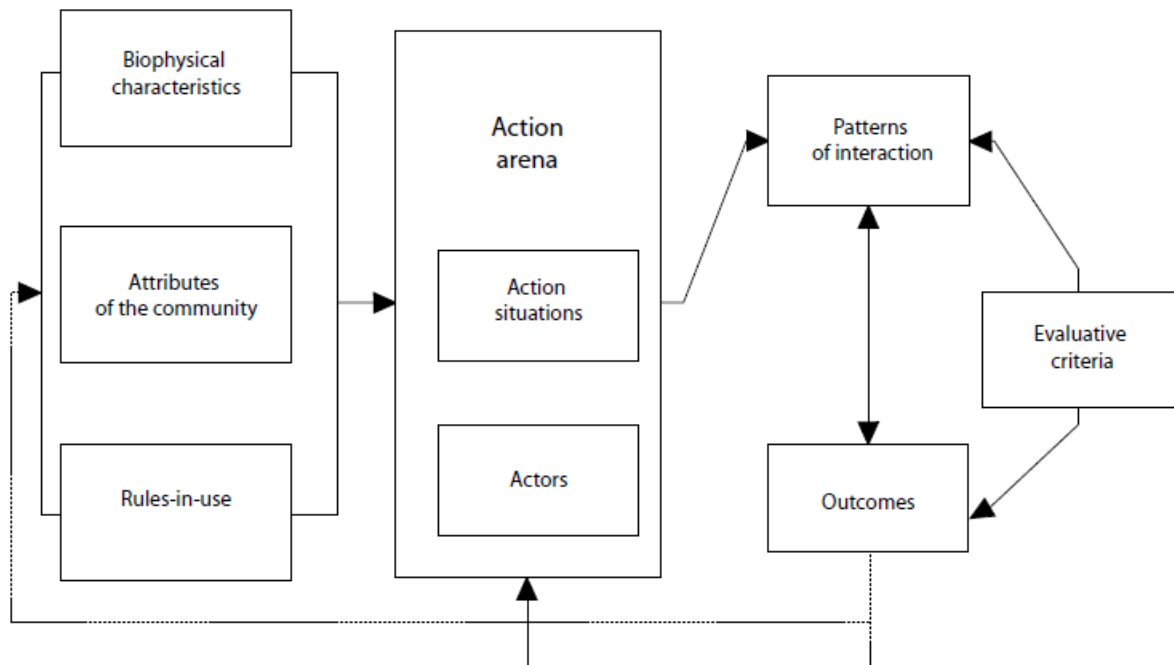 Biophysical
characteristics
Attributes
of the community
Rules-in-use
Action
arena
Action
situations
Actors
Patterns
of interaction
Outcomes
Evaluative
criteria